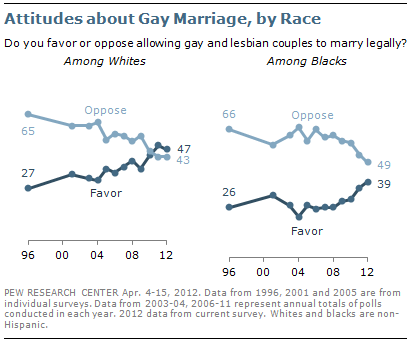 Attitudes about Gay Marriage, by Race
Do you favor or oppose allowing gay and lesbian couples to marry legally?
Among Whites
Among Blacks
Oppose
65
27
47
43
Favor
96 00 04 08 12
66
Oppose
49
39
26
Favor
96 00 04 08 12
PEW RESEARCH CENTER Apr. 4-15, 2012. Data from 1996, 2001 and 2005 are from
individual surveys. Data from 2003-04, 2006-11 represent annual totals of polls
conducted in each year. 2012 data from current survey. Whites and blacks are non-
Hispanic.